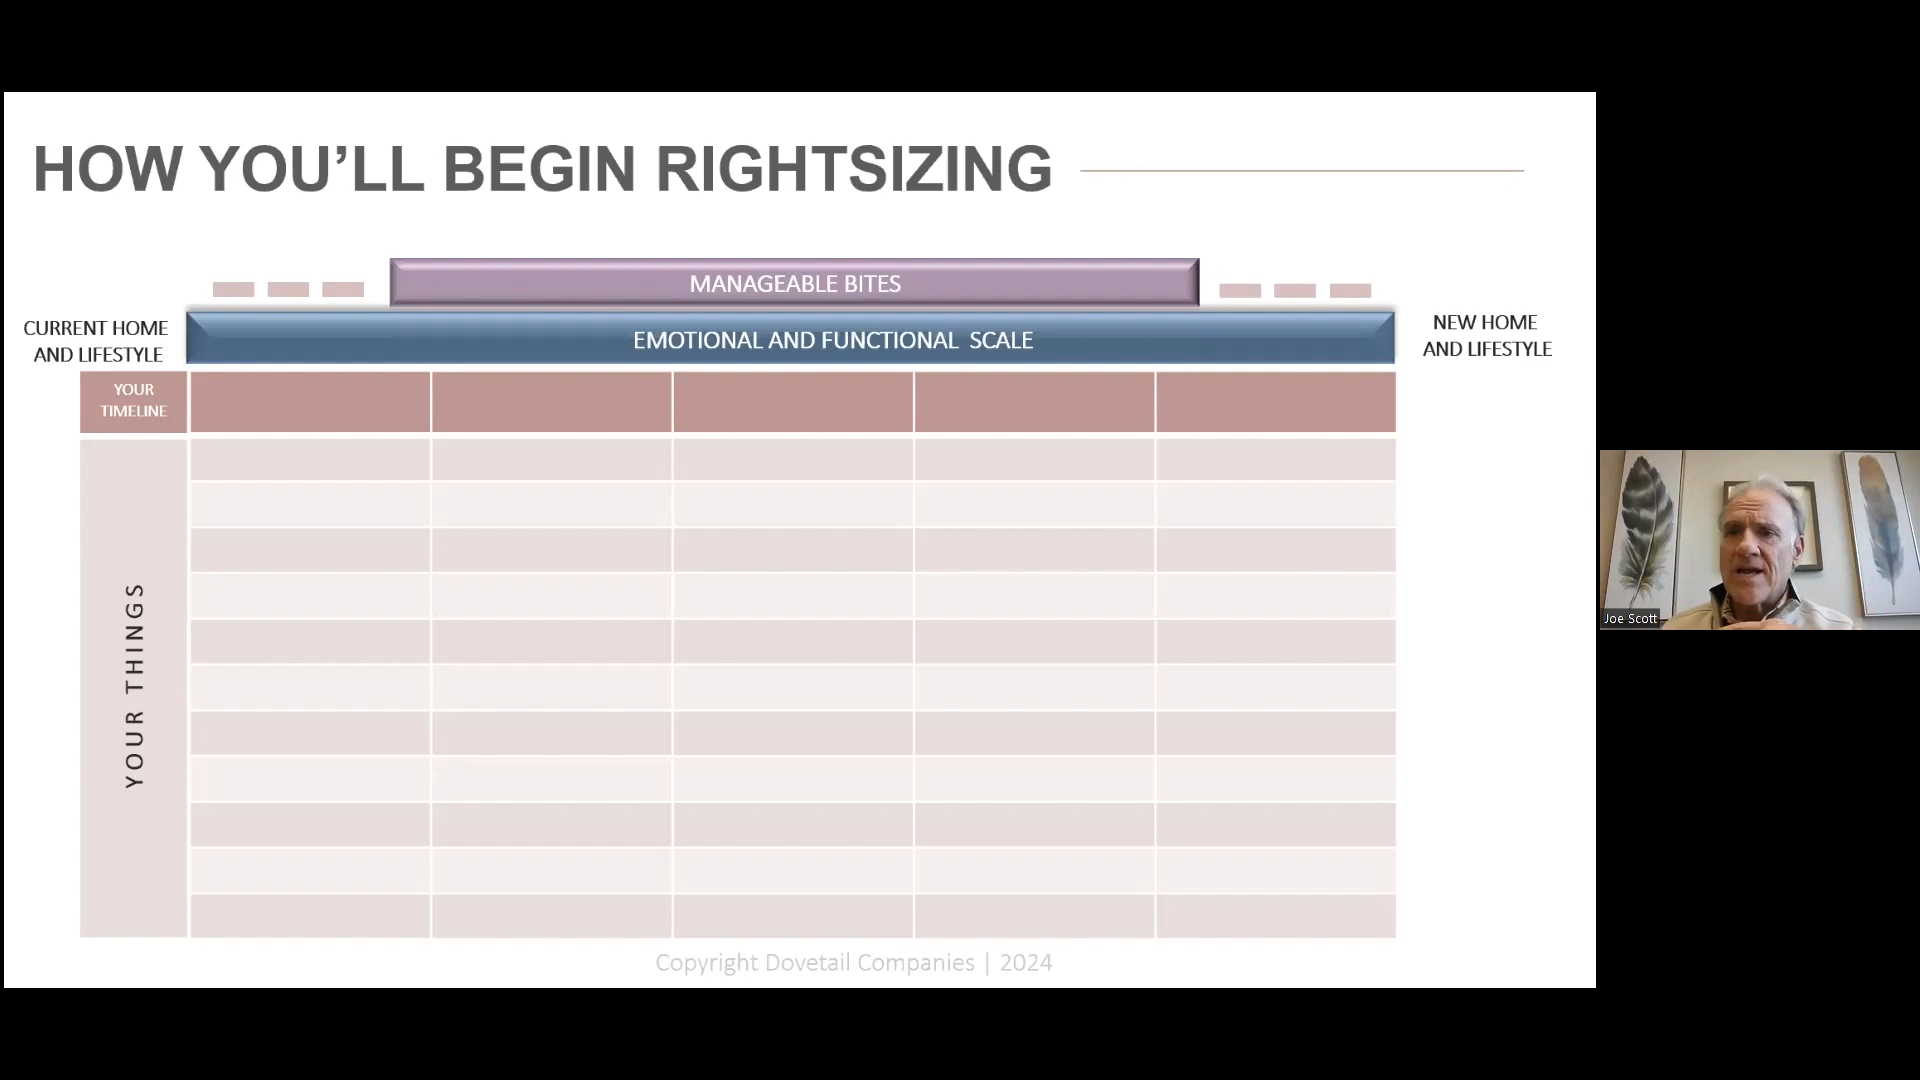 HOW YOU’LL BEGIN RIGHTSIZING
MANAGEABLE BITES
CURRENT HOME
AND LIFESTYLE
EMOTIONAL AND FUNCTIONAL SCALE
NEW HOME
AND LIFESTYLE
YOUR
TIMELINE
YOUR THINGS
Joe Scott
Copyright Dovetail Companies | 2024